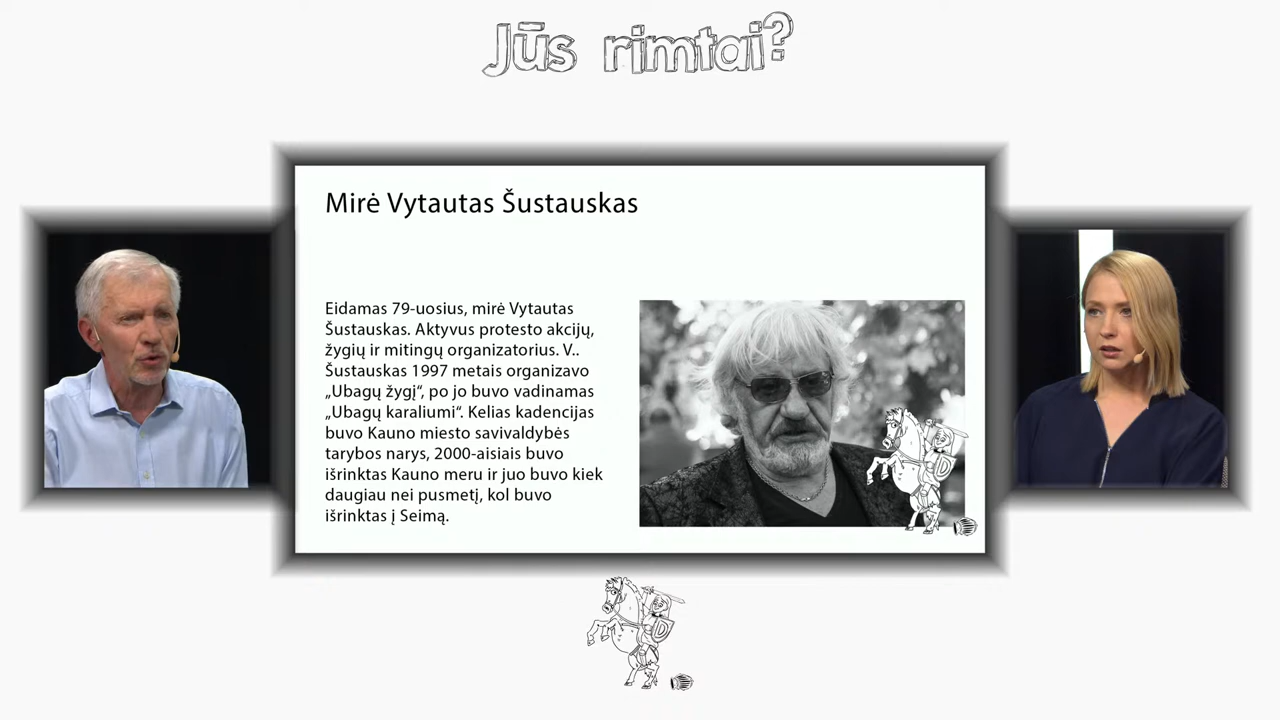 Jūs rimtai?
Mirė Vytautas Šustauskas
Eidamas 79-uosius, mirė Vytautas
Šustauskas. Aktyvus protesto akcijų,
žygių ir mitingų organizatorius. V..
Šustauskas 1997 metais organizavo
„Ubagų žygį“, po jo buvo vadinamas
„Ubagų karaliumi“. Kelias kadencijas
buvo Kauno miesto savivaldybės
tarybos narys, 2000-aisiais buvo
išrinktas Kauno meru ir juo buvo kiek
daugiau nei pusmetį, kol buvo
išrinktas į Seimą.